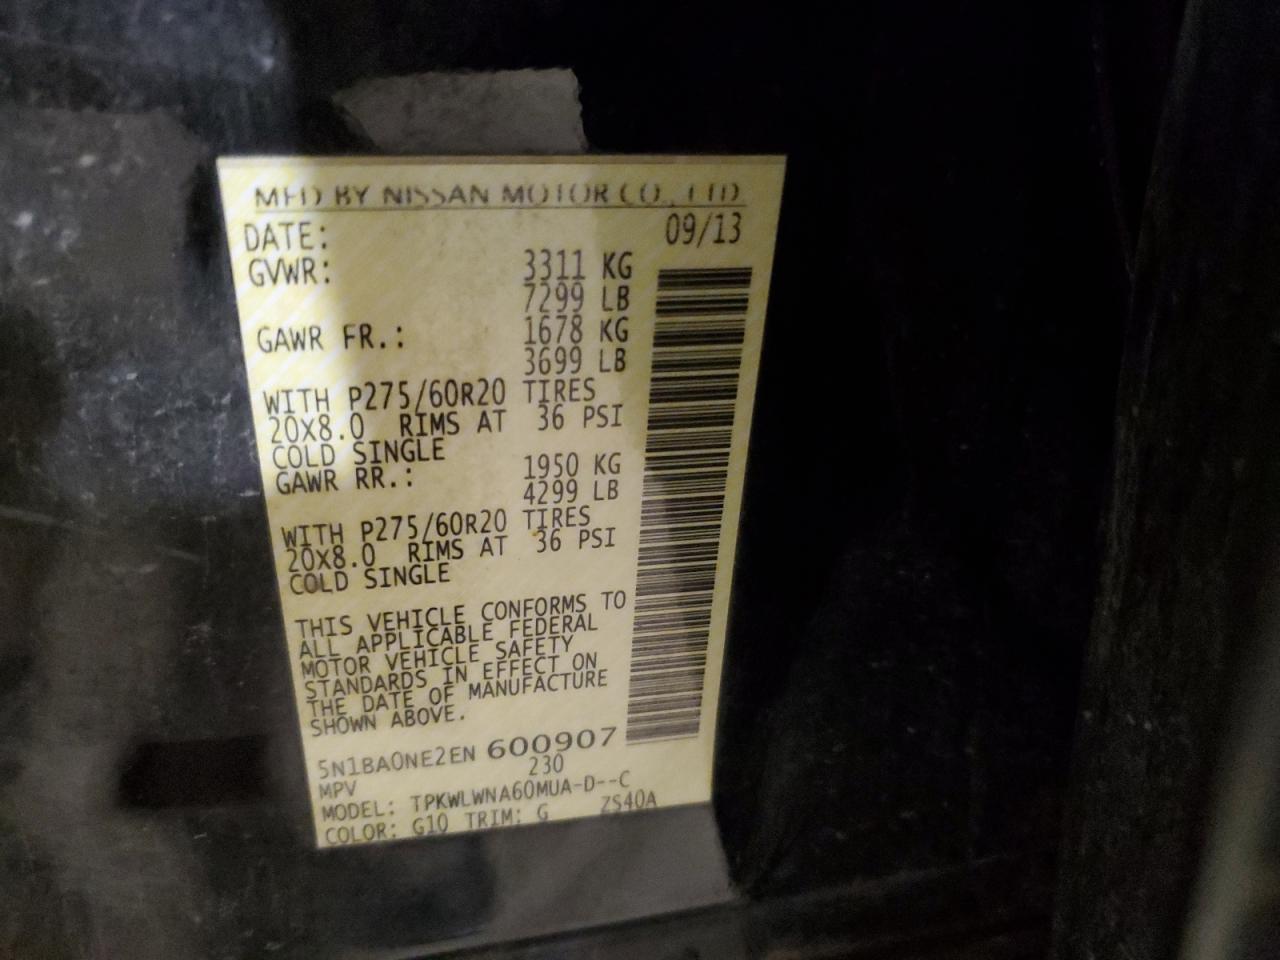 MFD BY NISSAN MOTOR CO., LTD
DATE: 09/13
GVWR: 3311 KG
7299 LB
GAWR FR.: 1678 KG
3699 LB
WITH P275/60R20 TIRES
20X8.0 RIMS AT 36 PSI
COLD SINGLE
GAWR RR.: 1950 KG
4299 LB
WITH P275/60R20 TIRES
20X8.0 RIMS AT 36 PSI
COLD SINGLE
THIS VEHICLE CONFORMS TO
ALL APPLICABLE FEDERAL
MOTOR VEHICLE SAFETY
STANDARDS IN EFFECT ON
THE DATE OF MANUFACTURE
SHOWN ABOVE.
5N1BA0NE2EN 600907
MPV 230
MODEL: TPKWLWNA60MUA-D--C
COLOR: G10 TRIM: G ZS40A